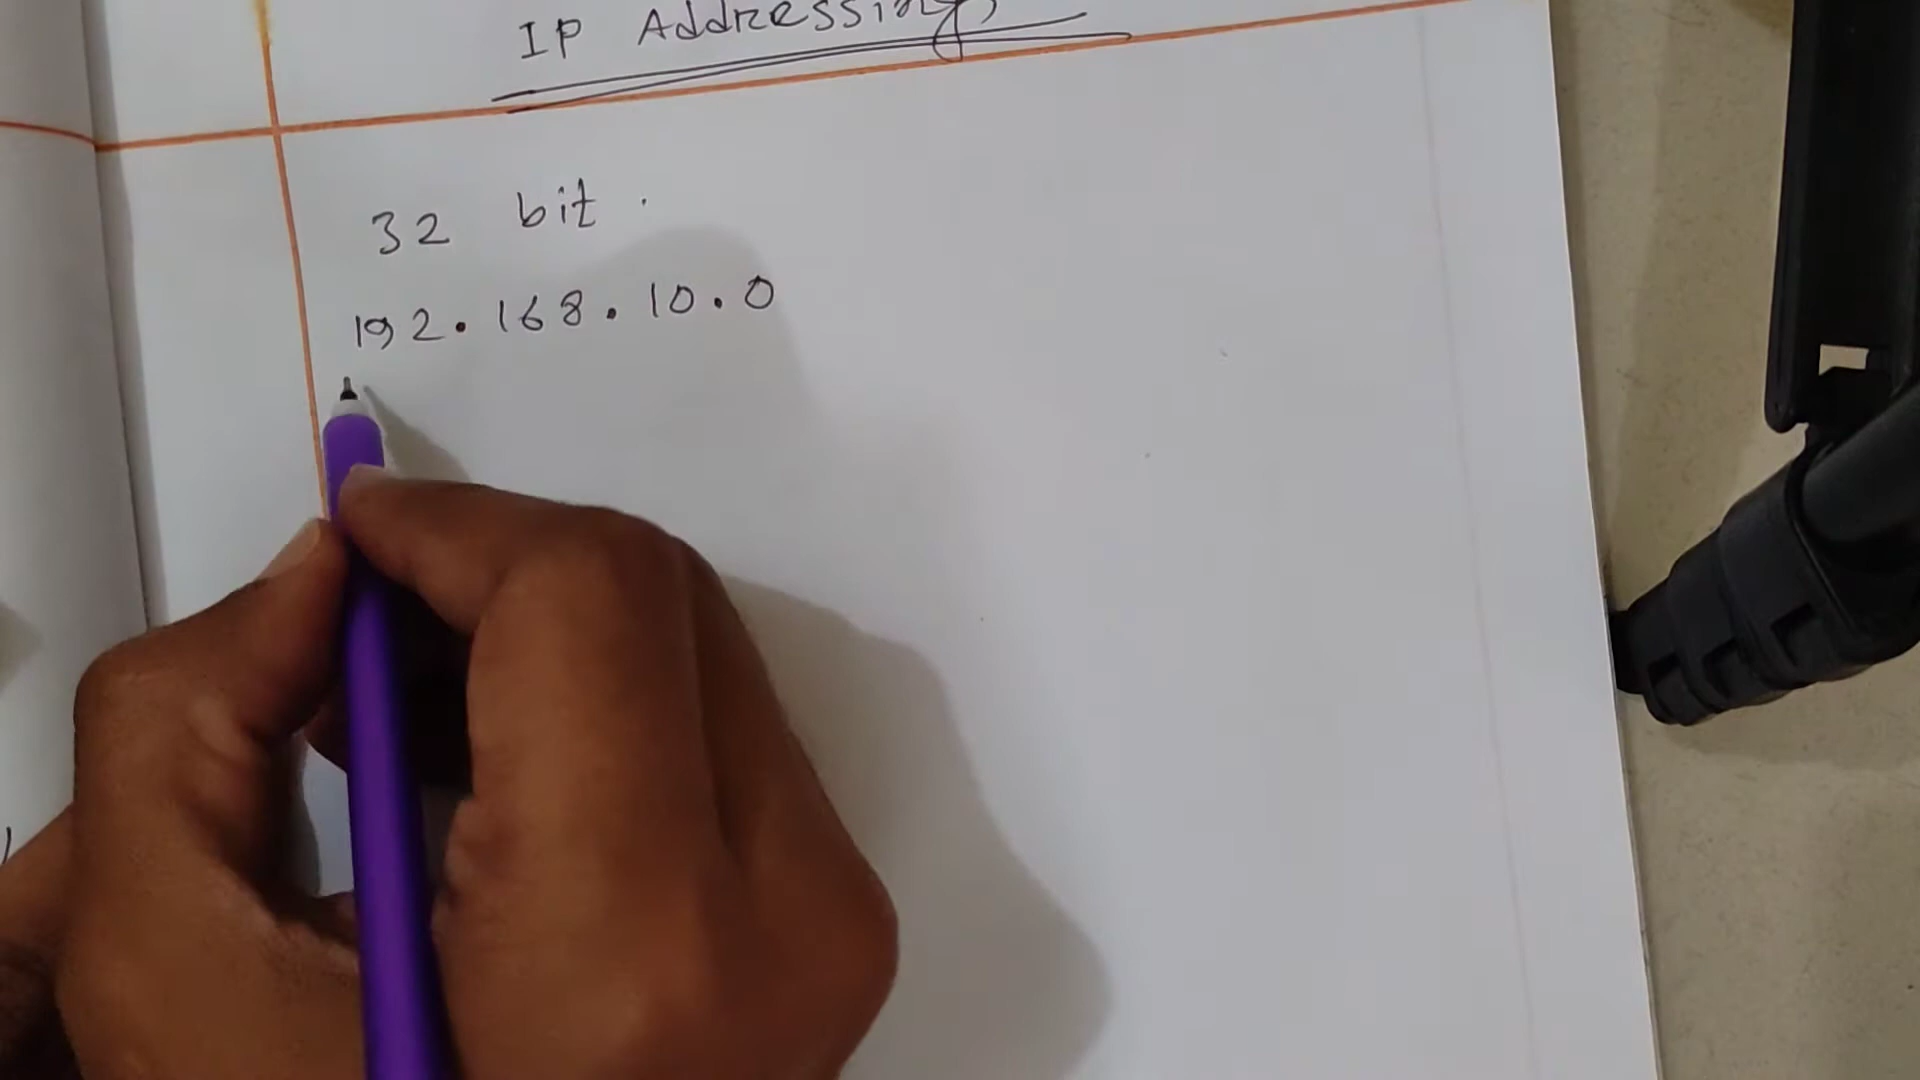 IP Addressing
32 bit .
192.168.10.0